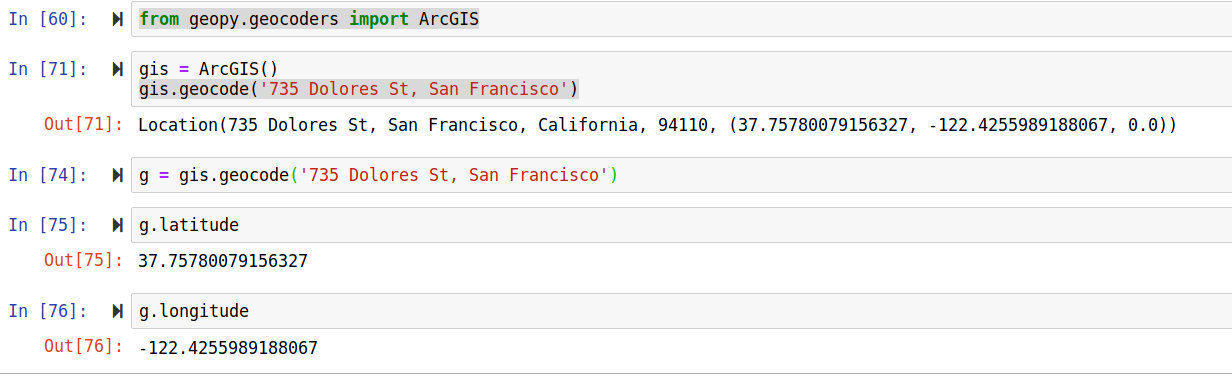 In [60]: from geopy.geocoders import ArcGIS
In [71]: gis = ArcGIS()
gis.geocode('735 Dolores St, San Francisco')
Out[71]: Location(735 Dolores St, San Francisco, California, 94110, (37.75780079156327, -122.4255989188067, 0.0))
In [74]: g = gis.geocode('735 Dolores St, San Francisco')
In [75]: g.latitude
Out[75]: 37.75780079156327
In [76]: g.longitude
Out[76]: -122.4255989188067